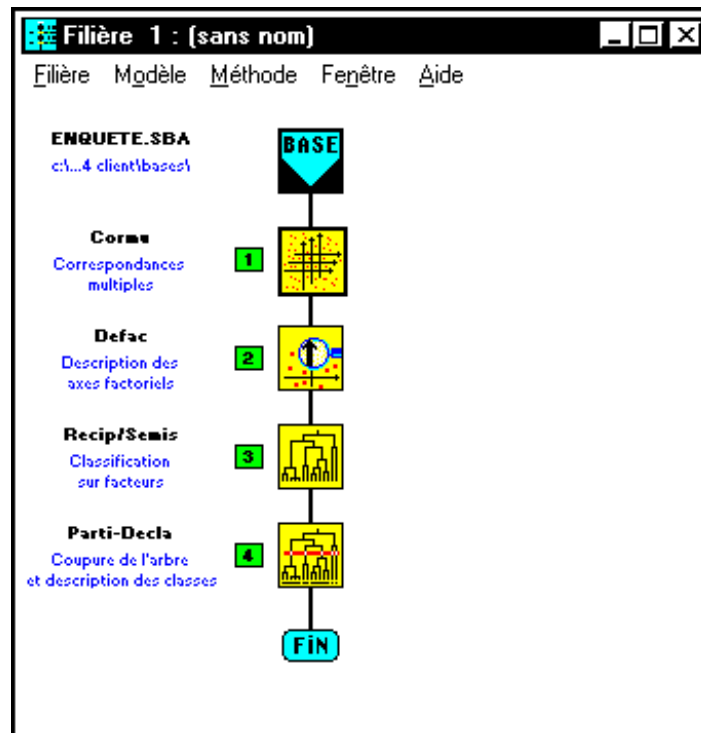 Filière 1 : (sans nom)
Filière Modèle Méthode Fenêtre Aide
ENQUETE.SBA
c:\...4 client\bases\
BASE
Cormu
Correspondances
multiples
1
Defac
Description des
axes factoriels
2
Recip/Semis
Classification
sur facteurs
3
Parti-Decla
Coupure de l'arbre
et description des classes
4
FiN